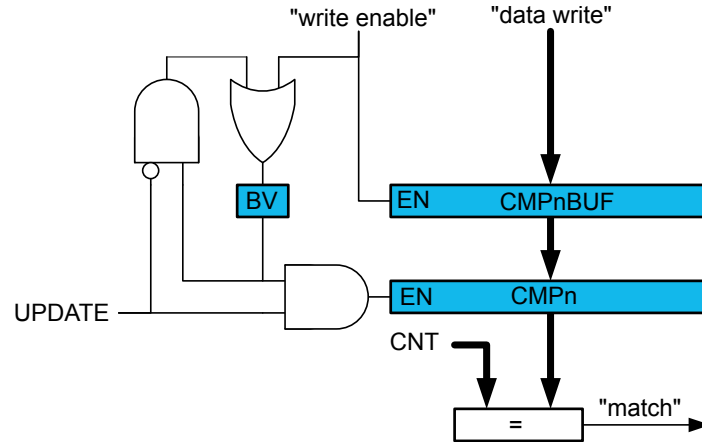 "write enable"
"data write"
BV
EN
CMPnBUF
EN
CMPn
UPDATE
CNT
=
"match"